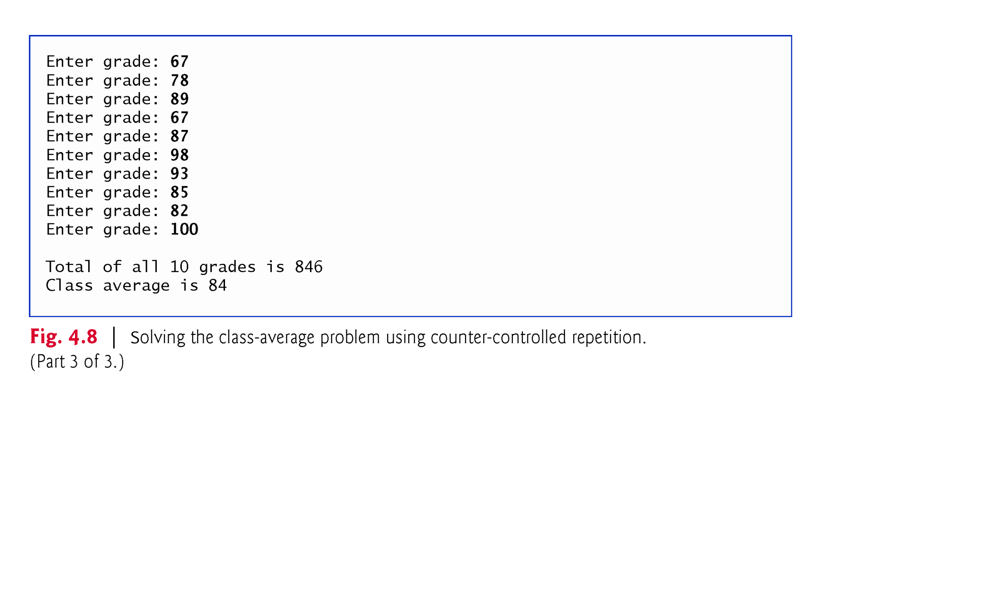 Enter grade: 67
Enter grade: 78
Enter grade: 89
Enter grade: 67
Enter grade: 87
Enter grade: 98
Enter grade: 93
Enter grade: 85
Enter grade: 82
Enter grade: 100
Total of all 10 grades is 846
Class average is 84
Fig. 4.8 | Solving the class-average problem using counter-controlled repetition.
(Part 3 of 3.)